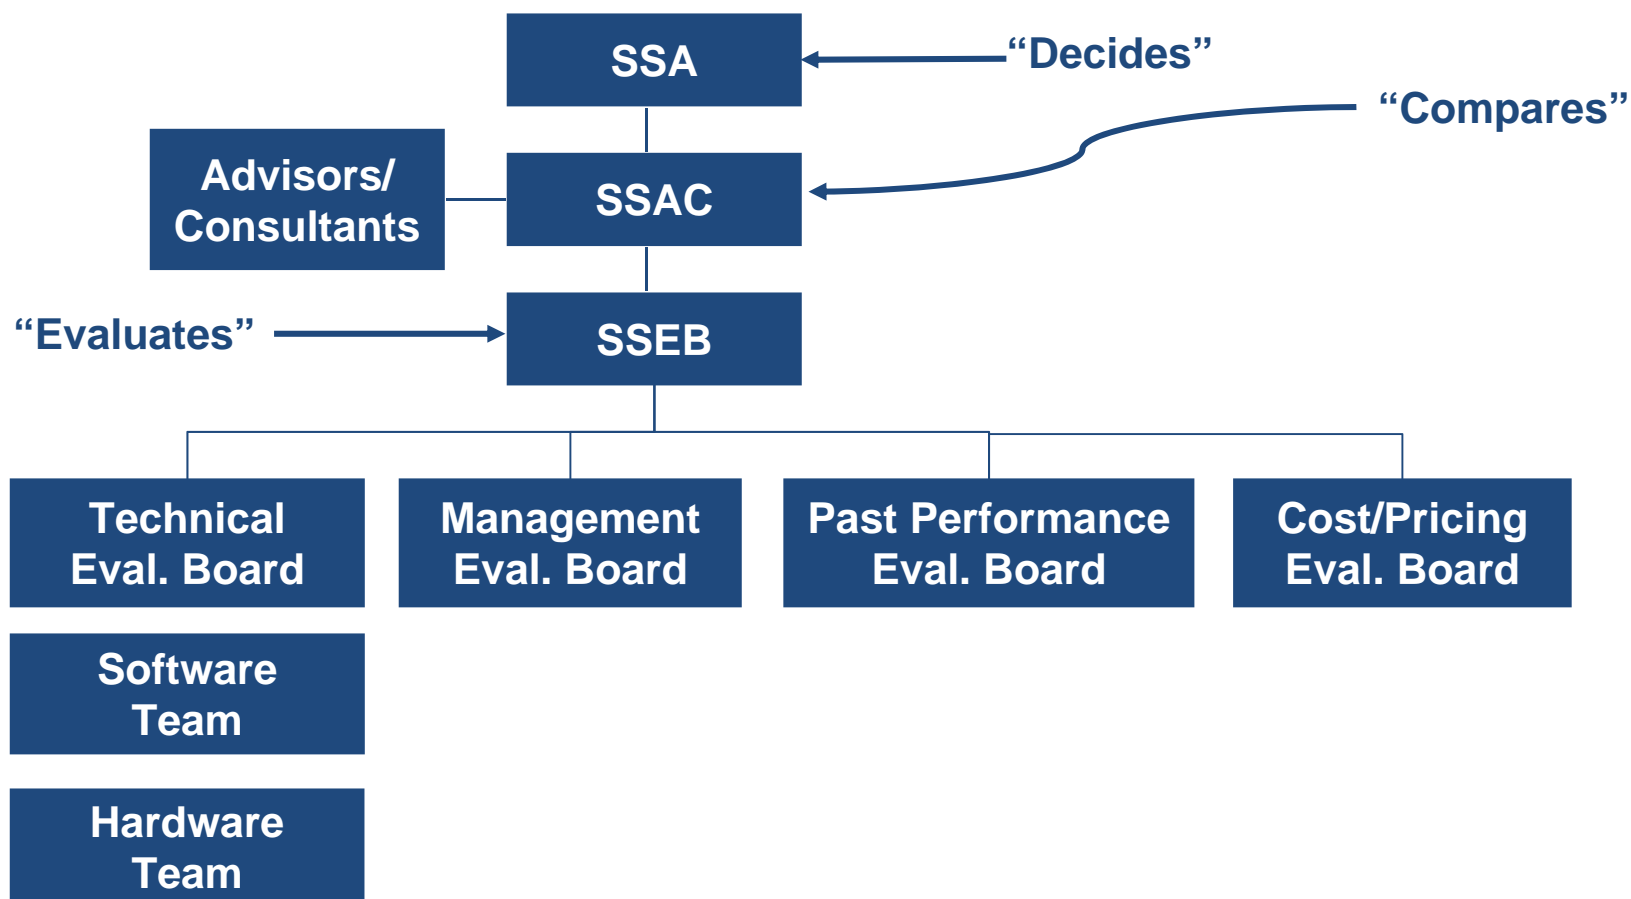 SSA
“Decides”
“Compares”
Advisors/
Consultants
SSAC
“Evaluates”
SSEB
Technical
Eval. Board
Management
Eval. Board
Past Performance
Eval. Board
Cost/Pricing
Eval. Board
Software
Team
Hardware
Team